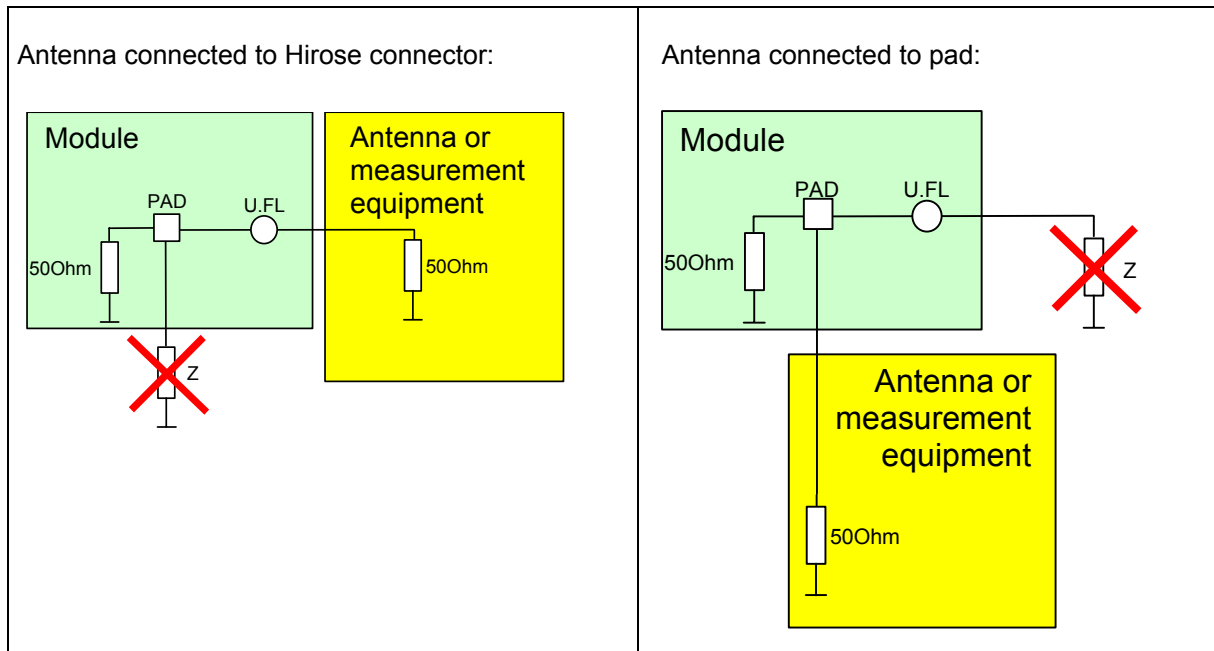 Antenna connected to Hirose connector:
Module
PAD
U.FL
50Ohm
Z
Antenna or
measurement
equipment
50Ohm
Antenna connected to pad:
Module
PAD
U.FL
50Ohm
Z
Antenna or
measurement
equipment
50Ohm